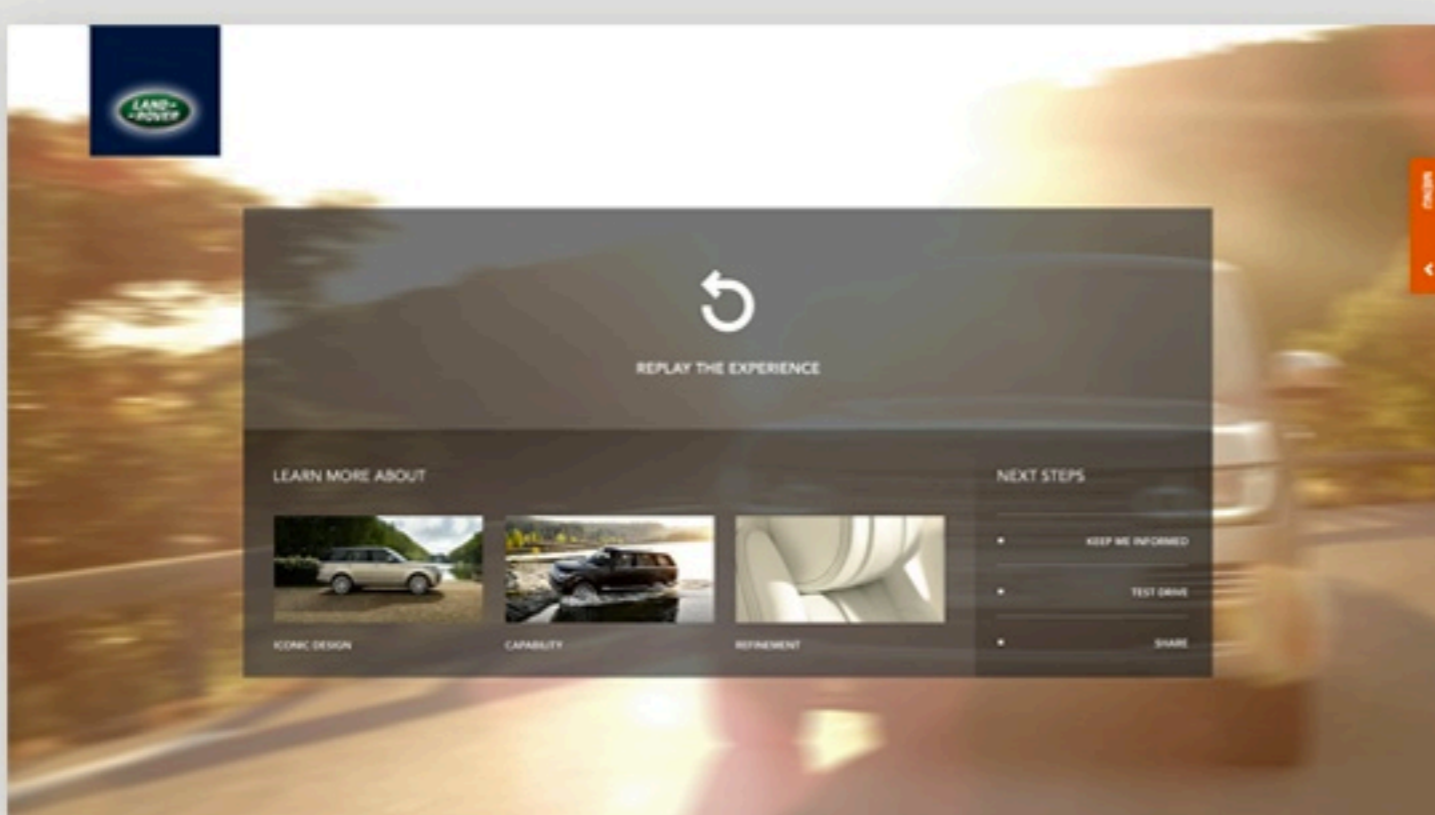 LAND-
-ROVER
MENU
REPLAY THE EXPERIENCE
LEARN MORE ABOUT
ICONIC DESIGN
CAPABILITY
REFINEMENT
NEXT STEPS
KEEP ME INFORMED
TEST DRIVE
SHARE